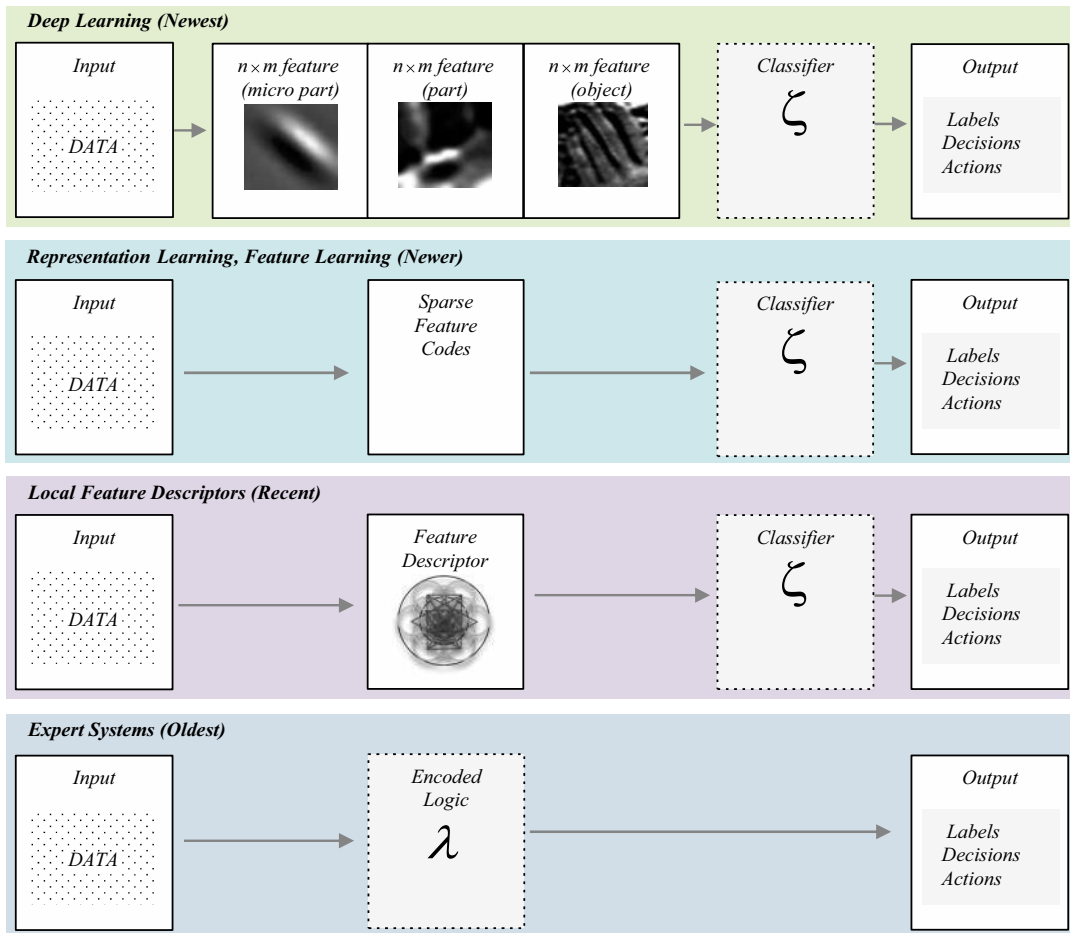 Deep Learning (Newest)
Input
DATA
n×m feature
(micro part)
n×m feature
(part)
n×m feature
(object)
Classifier
ζ
Output
Labels
Decisions
Actions
Representation Learning, Feature Learning (Newer)
Input
DATA
Sparse
Feature
Codes
Classifier
ζ
Output
Labels
Decisions
Actions
Local Feature Descriptors (Recent)
Input
DATA
Feature
Descriptor
Classifier
ζ
Output
Labels
Decisions
Actions
Expert Systems (Oldest)
Input
DATA
Encoded
Logic
λ
Output
Labels
Decisions
Actions